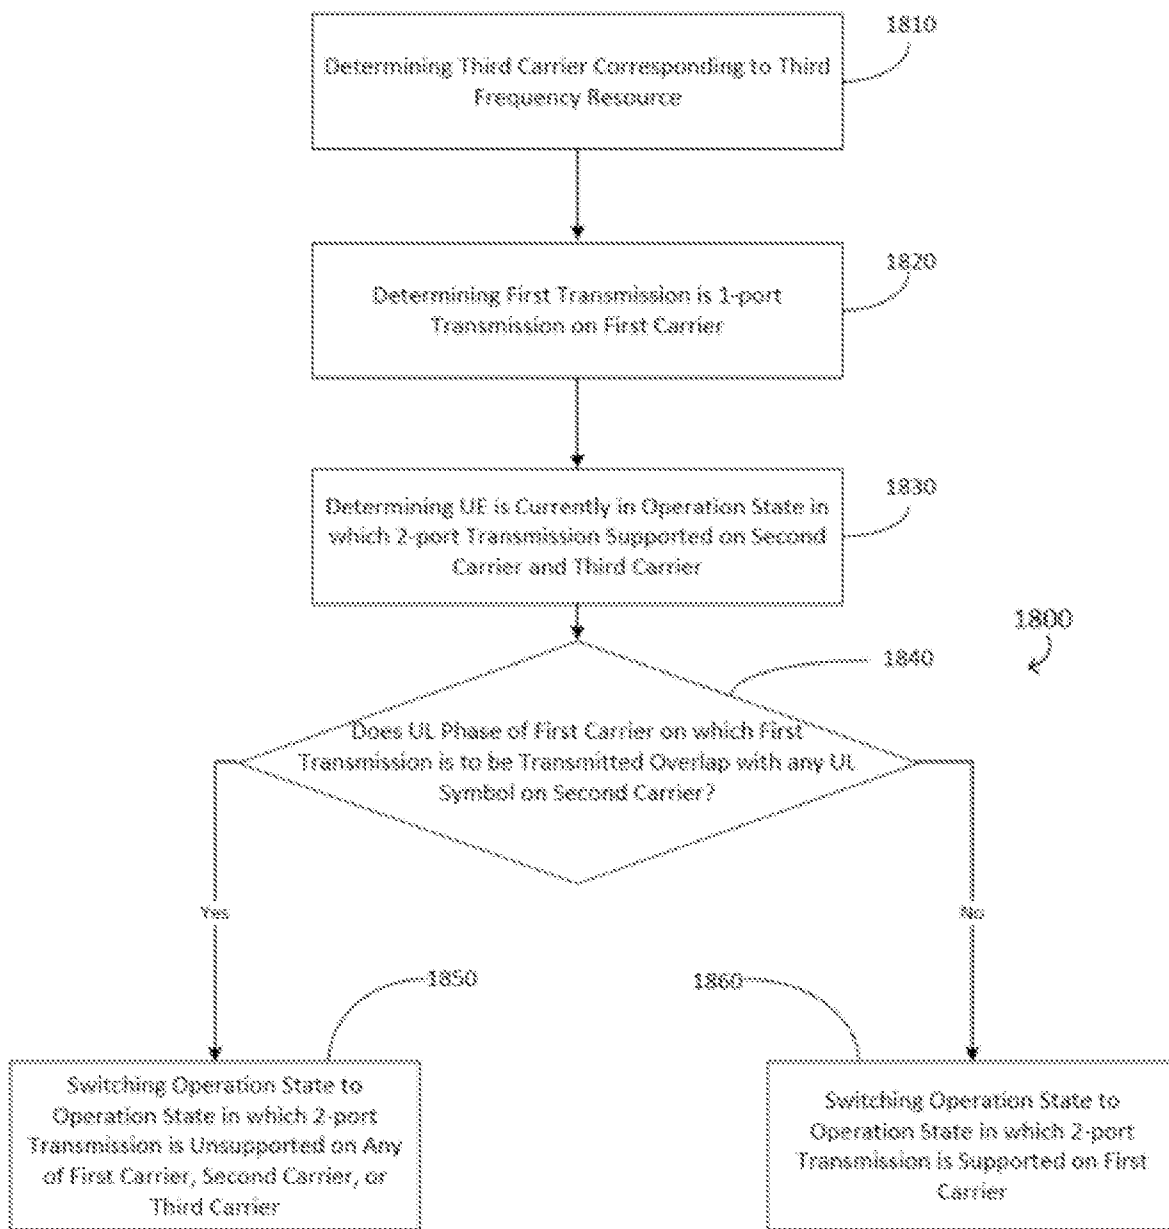 1810
Determining Third Carrier Corresponding to Third
Frequency Resource
1820
Determining First Transmission is 1-port
Transmission on First Carrier
1830
Determining UE is Currently in Operation State in
which 2-port Transmission Supported on Second
Carrier and Third Carrier
1800
1840
Does UL Phase of First Carrier on which First
Transmission is to be Transmitted Overlap with any UL
Symbol on Second Carrier?
Yes
No
1850
1860
Switching Operation State to
Operation State in which 2-port
Transmission is Unsupported on Any
of First Carrier, Second Carrier, or
Third Carrier
Switching Operation State to
Operation State in which 2-port
Transmission is Supported on First
Carrier